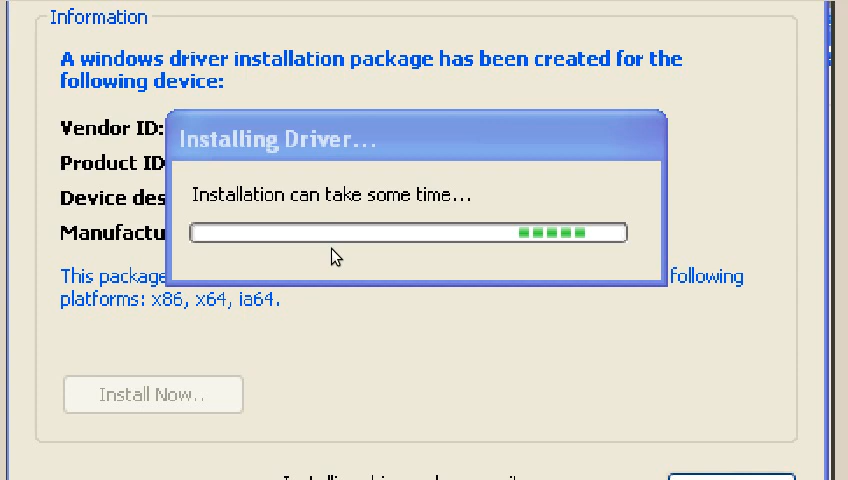 Information
A windows driver installation package has been created for the
following device:
Vendor ID:
Installing Driver...
Product ID
Installation can take some time...
Device des
Manufactu
This package
following
platforms: x86, x64, ia64.
Install Now..